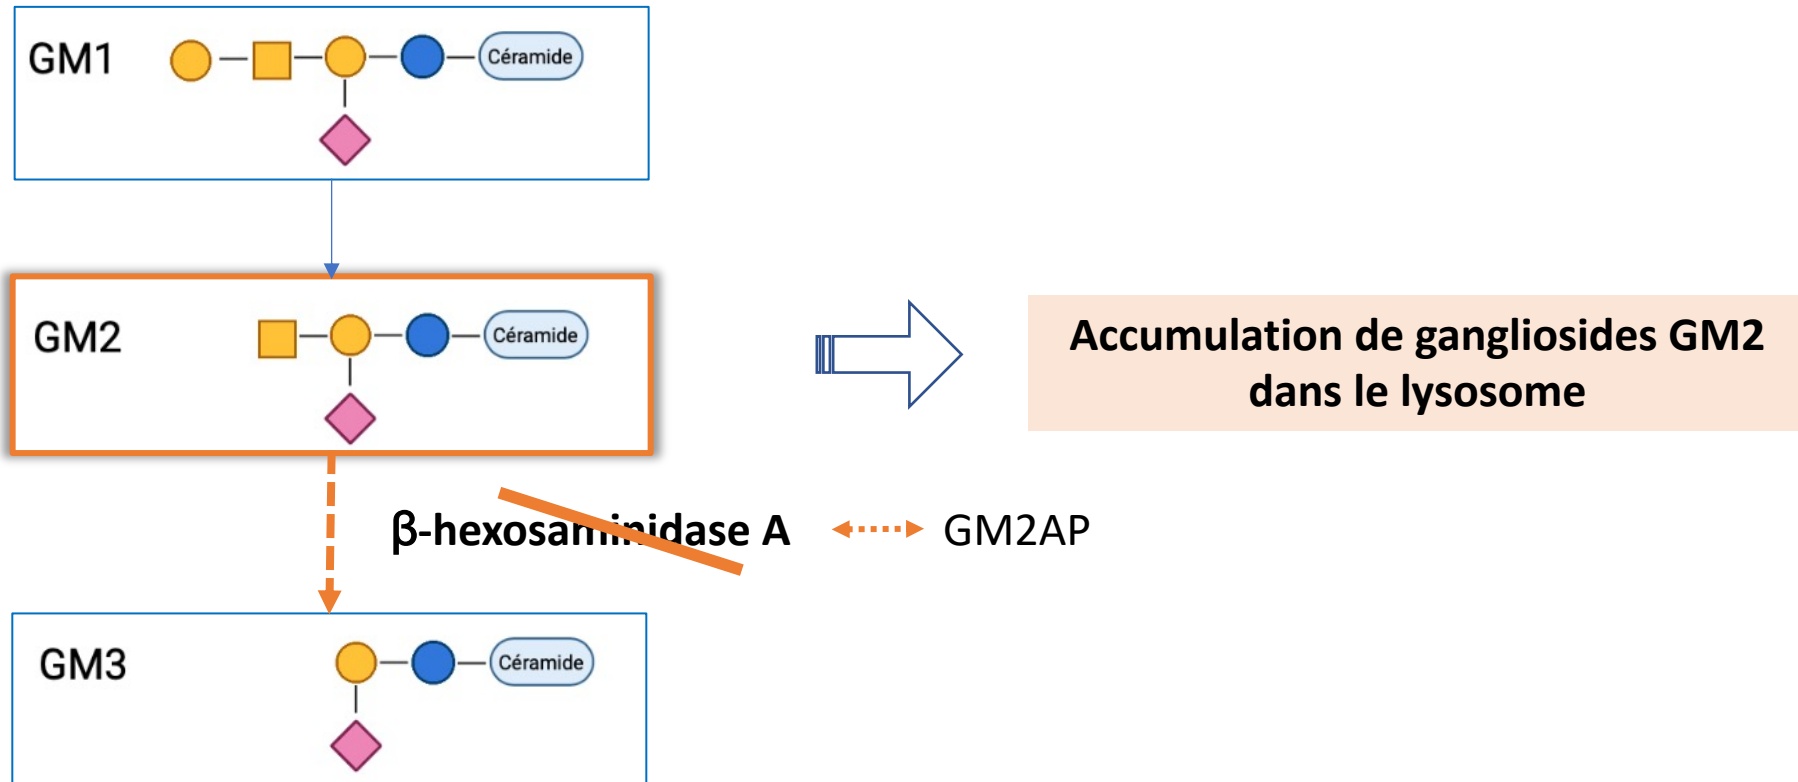 GM1
Céramide
GM2
Céramide
Accumulation de gangliosides GM2
dans le lysosome
β-hexosaminidase A
GM2AP
GM3
Céramide